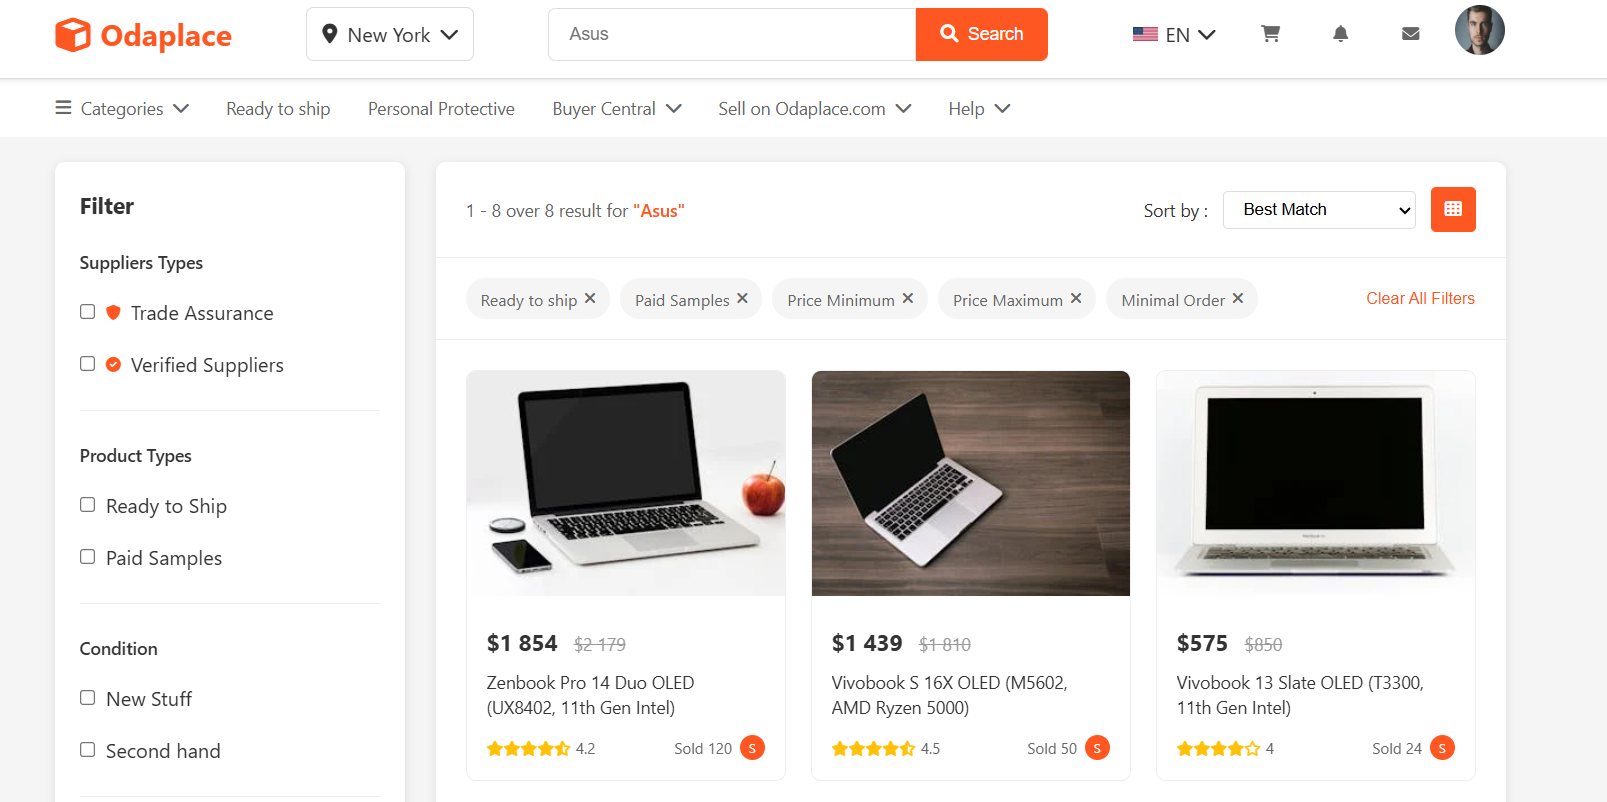 Odaplace
New York
Asus
Search
EN
Categories
Ready to ship
Personal Protective
Buyer Central
Sell on Odaplace.com
Help
Filter
Suppliers Types
Trade Assurance
Verified Suppliers
Product Types
Ready to Ship
Paid Samples
Condition
New Stuff
Second hand
1 - 8 over 8 result for "Asus"
Sort by :
Best Match
Ready to ship
Paid Samples
Price Minimum
Price Maximum
Minimal Order
Clear All Filters
$1 854 $2 179
Zenbook Pro 14 Duo OLED
(UX8402, 11th Gen Intel)
4.2
Sold 120
S
$1 439 $1 810
Vivobook S 16X OLED (M5602,
AMD Ryzen 5000)
4.5
Sold 50
S
$575 $850
Vivobook 13 Slate OLED (T3300,
11th Gen Intel)
4
Sold 24
S